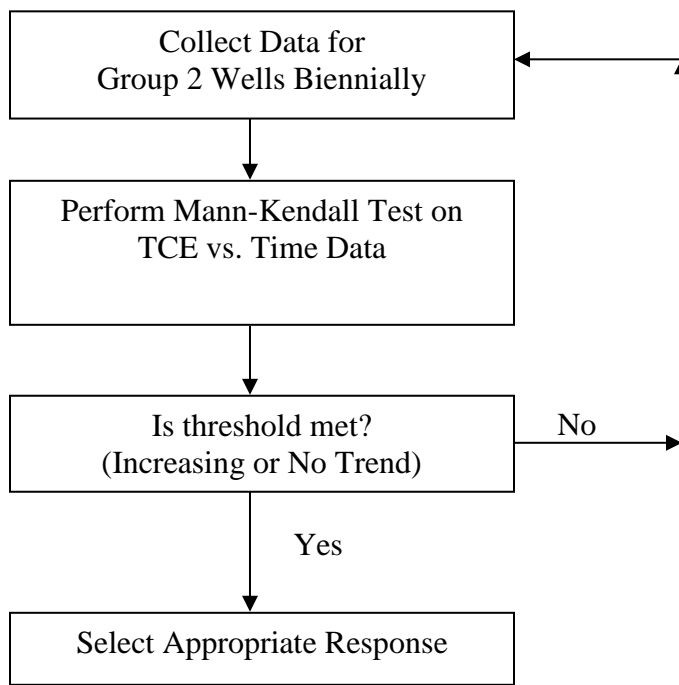 Collect Data for
Group 2 Wells Biennially
Perform Mann-Kendall Test on
TCE vs. Time Data
Is threshold met?
(Increasing or No Trend)
No
Yes
Select Appropriate Response